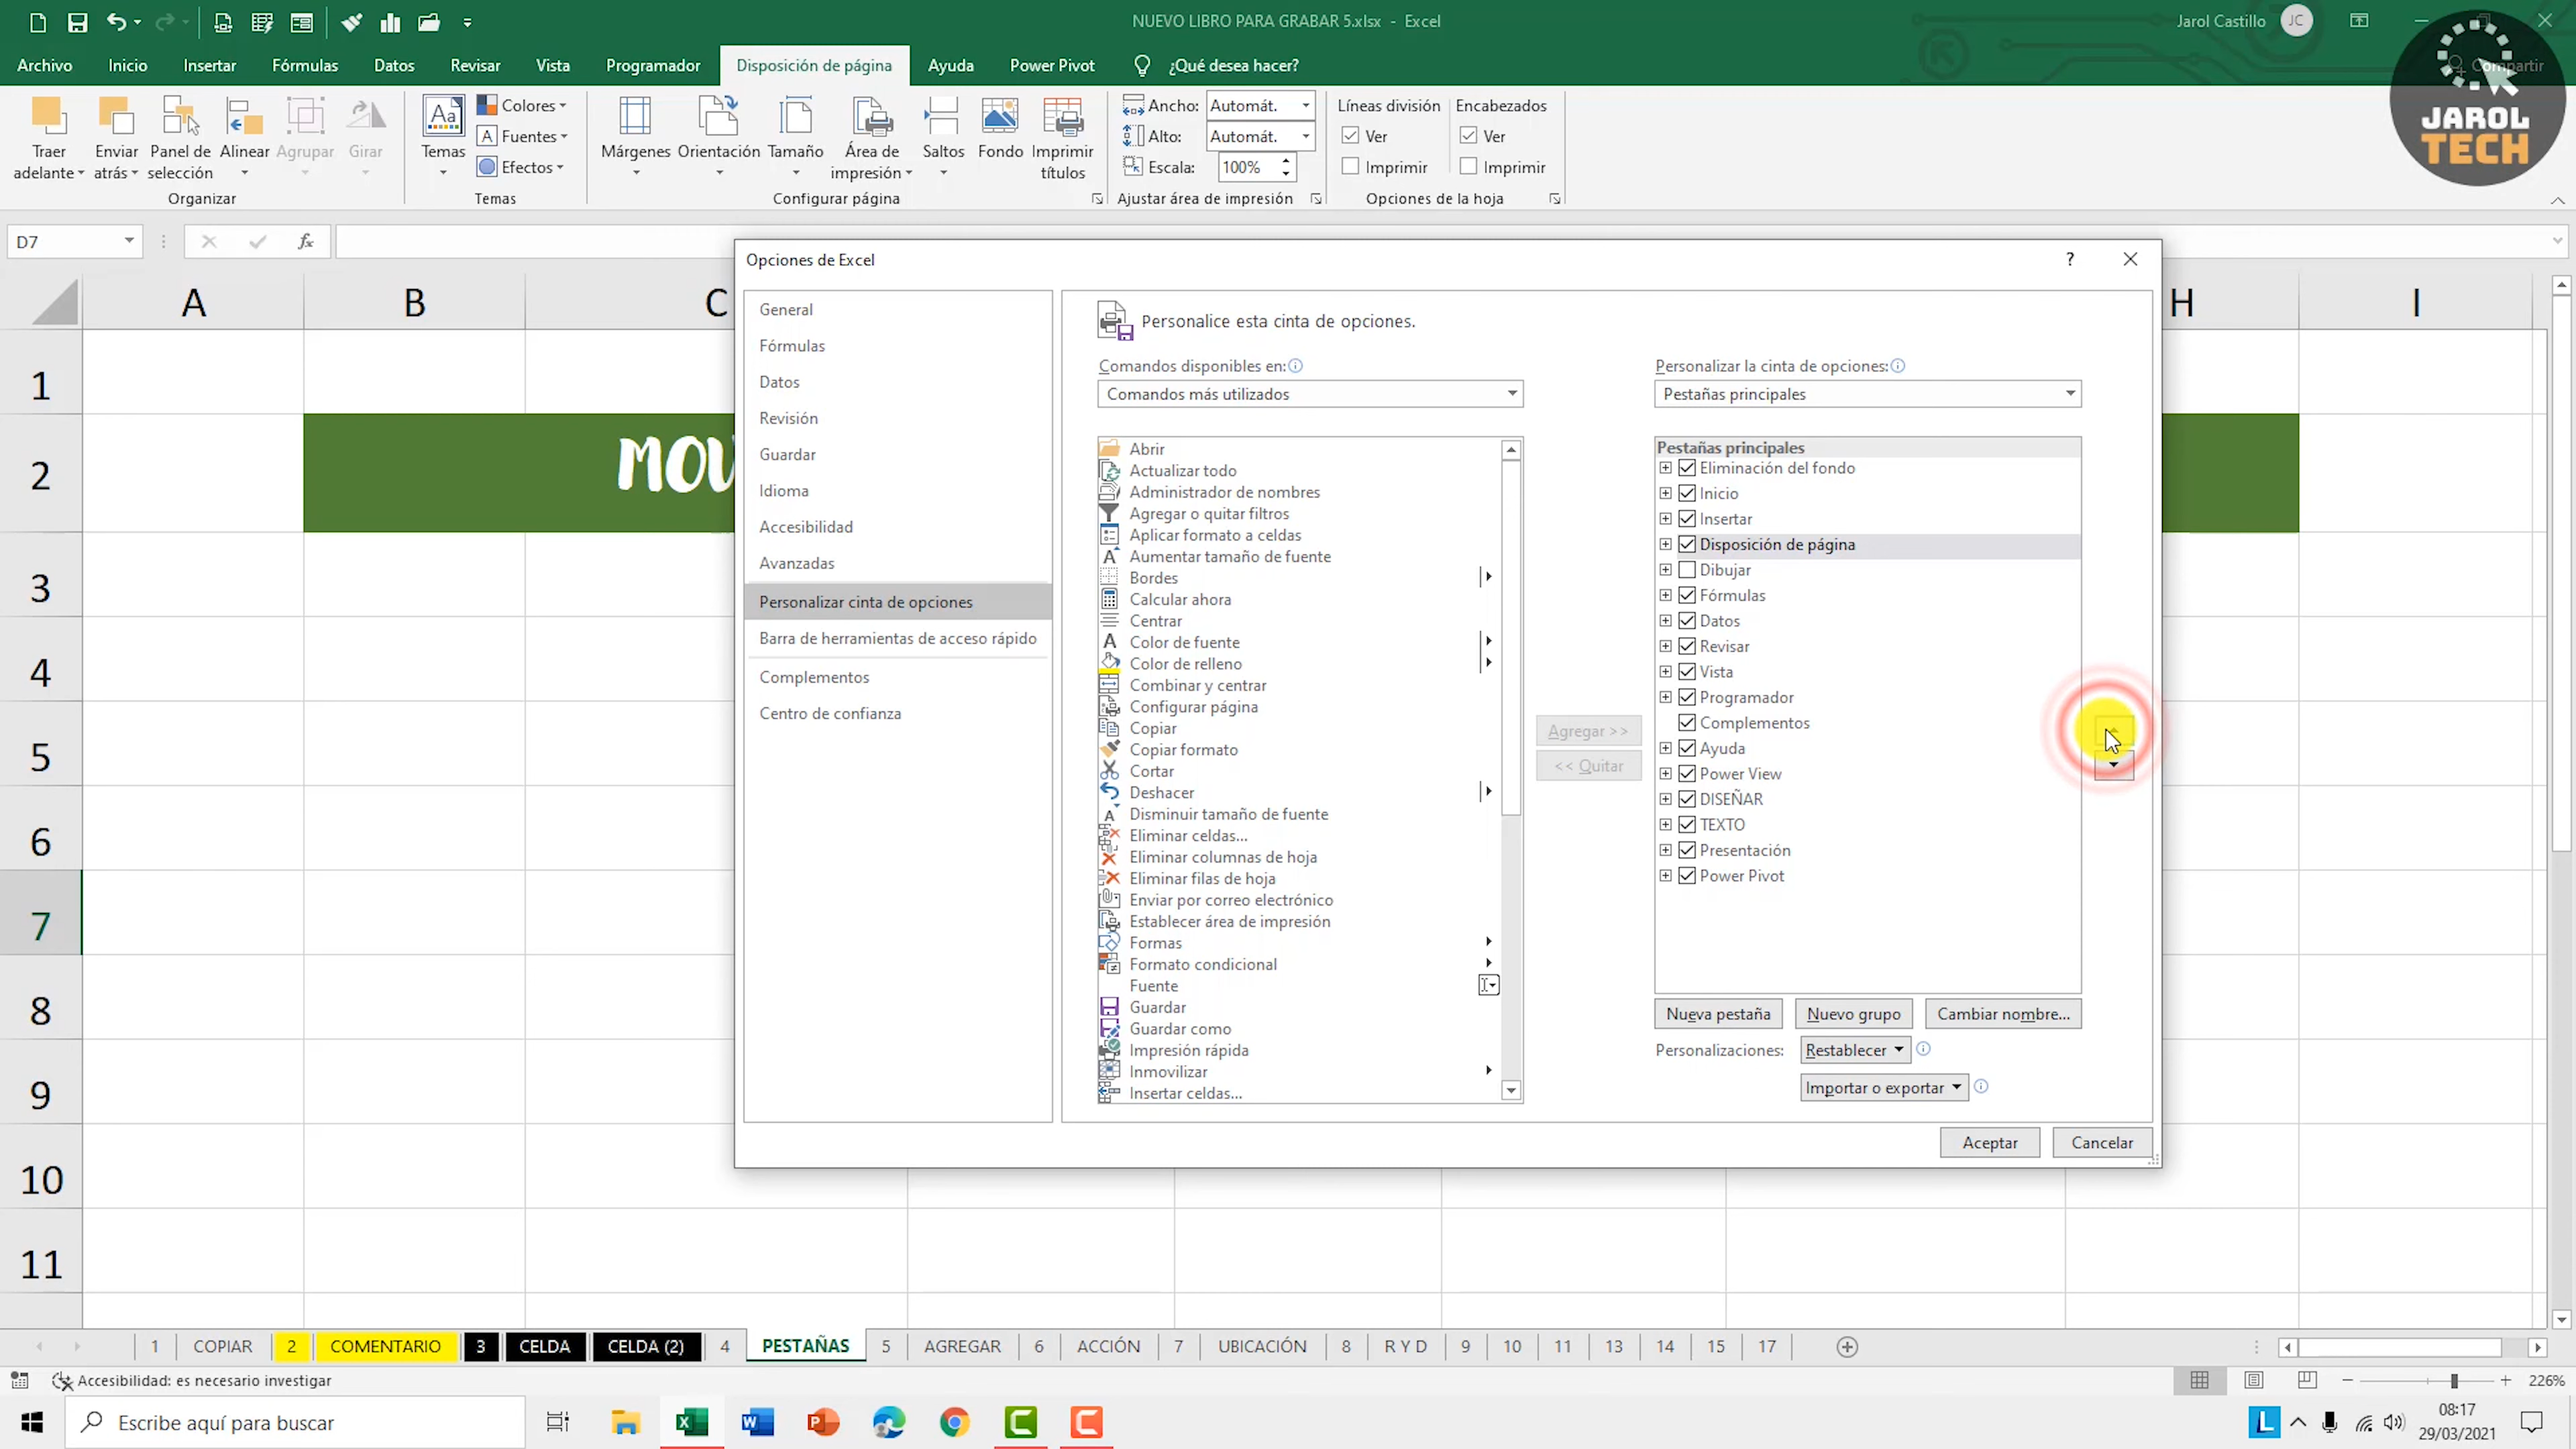 NUEVO LIBRO PARA GRABAR 5.xlsx - Excel
Jarol Castillo
JC
Archivo
Inicio
Insertar
Fórmulas
Datos
Revisar
Vista
Programador
Disposición de página
Ayuda
Power Pivot
¿Qué desea hacer?
Compartir
JAROL
TECH
Traer
adelante
Enviar
atrás
Panel de
selección
Alinear
Agrupar
Girar
Organizar
Aa
Temas
Colores
Fuentes
Efectos
Temas
Márgenes
Orientación
Tamaño
Área de
impresión
Saltos
Fondo
Imprimir
títulos
Configurar página
Ancho: Automát.
Alto: Automát.
Escala: 100%
Ajustar área de impresión
Líneas división
Ver
Imprimir
Encabezados
Ver
Imprimir
Opciones de la hoja
D7
fx
A B C H I
1
2
3
4
5
6
7
8
9
10
11
MOV
Opciones de Excel
?
General
Fórmulas
Datos
Revisión
Guardar
Idioma
Accesibilidad
Avanzadas
Personalizar cinta de opciones
Barra de herramientas de acceso rápido
Complementos
Centro de confianza
Personalice esta cinta de opciones.
Comandos disponibles en:
Comandos más utilizados
Abrir
Actualizar todo
Administrador de nombres
Agregar o quitar filtros
Aplicar formato a celdas
Aumentar tamaño de fuente
Bordes
Calcular ahora
Centrar
Color de fuente
Color de relleno
Combinar y centrar
Configurar página
Copiar
Copiar formato
Cortar
Deshacer
Disminuir tamaño de fuente
Eliminar celdas...
Eliminar columnas de hoja
Eliminar filas de hoja
Enviar por correo electrónico
Establecer área de impresión
Formas
Formato condicional
Fuente
Guardar
Guardar como
Impresión rápida
Inmovilizar
Insertar celdas...
Agregar >>
<< Quitar
Personalizar la cinta de opciones:
Pestañas principales
Pestañas principales
Eliminación del fondo
Inicio
Insertar
Disposición de página
Dibujar
Fórmulas
Datos
Revisar
Vista
Programador
Complementos
Ayuda
Power View
DISEÑAR
TEXTO
Presentación
Power Pivot
Nueva pestaña
Nuevo grupo
Cambiar nombre...
Personalizaciones:
Restablecer
Importar o exportar
Aceptar
Cancelar
1
COPIAR
2
COMENTARIO
3
CELDA
CELDA (2)
4
PESTAÑAS
5
AGREGAR
6
ACCIÓN
7
UBICACIÓN
8
R Y D
9
10
11
13
14
15
17
Accesibilidad: es necesario investigar
226%
Escribe aquí para buscar
08:17
29/03/2021